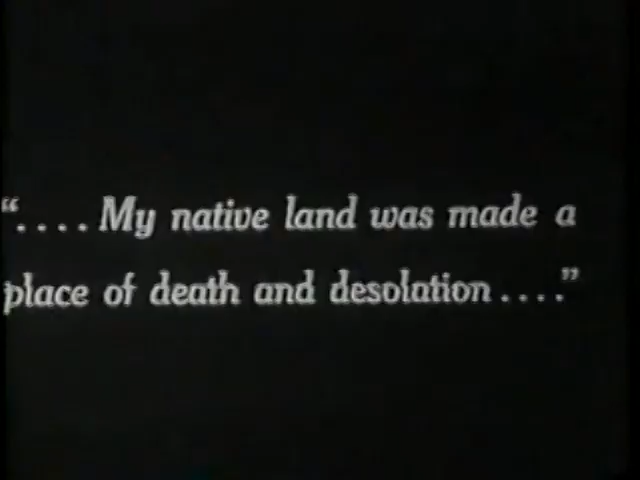 “. . . . My native land was made a
place of death and desolation . . . .”